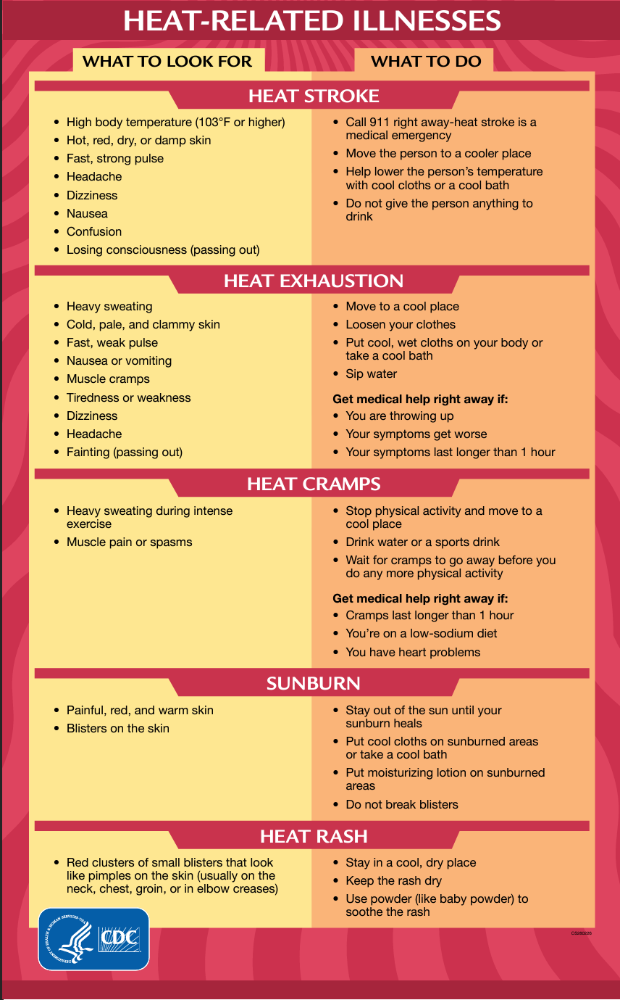 HEAT-RELATED ILLNESSES
WHAT TO LOOK FOR
WHAT TO DO
HEAT STROKE
• High body temperature (103°F or higher)
• Hot, red, dry, or damp skin
• Fast, strong pulse
• Headache
• Dizziness
• Nausea
• Confusion
• Losing consciousness (passing out)
• Call 911 right away-heat stroke is a
medical emergency
• Move the person to a cooler place
• Help lower the person’s temperature
with cool cloths or a cool bath
• Do not give the person anything to
drink
HEAT EXHAUSTION
• Heavy sweating
• Cold, pale, and clammy skin
• Fast, weak pulse
• Nausea or vomiting
• Muscle cramps
• Tiredness or weakness
• Dizziness
• Headache
• Fainting (passing out)
• Move to a cool place
• Loosen your clothes
• Put cool, wet cloths on your body or
take a cool bath
• Sip water
Get medical help right away if:
• You are throwing up
• Your symptoms get worse
• Your symptoms last longer than 1 hour
HEAT CRAMPS
• Heavy sweating during intense
exercise
• Muscle pain or spasms
• Stop physical activity and move to a
cool place
• Drink water or a sports drink
• Wait for cramps to go away before you
do any more physical activity
Get medical help right away if:
• Cramps last longer than 1 hour
• You’re on a low-sodium diet
• You have heart problems
SUNBURN
• Painful, red, and warm skin
• Blisters on the skin
• Stay out of the sun until your
sunburn heals
• Put cool cloths on sunburned areas
or take a cool bath
• Put moisturizing lotion on sunburned
areas
• Do not break blisters
HEAT RASH
• Red clusters of small blisters that look
like pimples on the skin (usually on the
neck, chest, groin, or in elbow creases)
• Stay in a cool, dry place
• Keep the rash dry
• Use powder (like baby powder) to
soothe the rash
DEPARTMENT OF HEALTH & HUMAN SERVICES·USA
CDC
CS280226